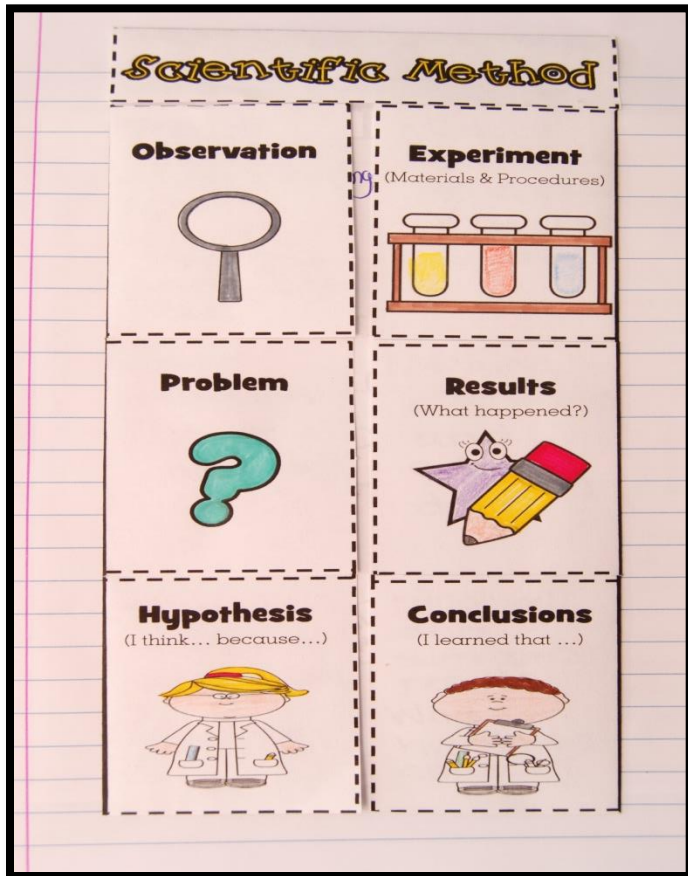 Scientific Method
Observation
Problem
Hypothesis
(I think... because...)
Experiment
(Materials & Procedures)
Results
(What happened?)
Conclusions
(I learned that ...)